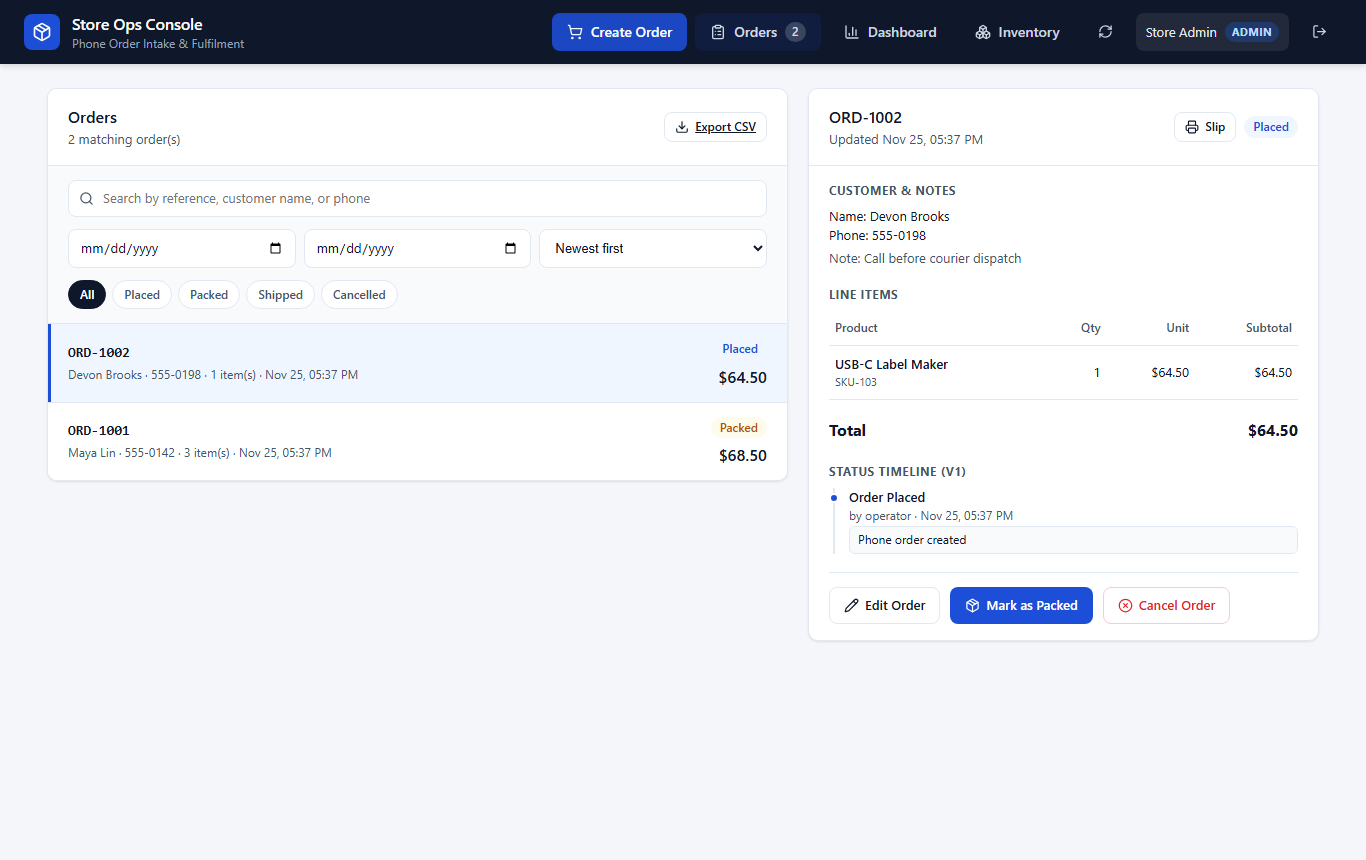 Store Ops Console
Phone Order Intake & Fulfilment
Create Order
Orders 2
Dashboard
Inventory
Store Admin ADMIN
Orders
2 matching order(s)
Export CSV
Search by reference, customer name, or phone
mm/dd/yyyy
mm/dd/yyyy
Newest first
All
Placed
Packed
Shipped
Cancelled
ORD-1002
Placed
Devon Brooks · 555-0198 · 1 item(s) · Nov 25, 05:37 PM
$64.50
ORD-1001
Packed
Maya Lin · 555-0142 · 3 item(s) · Nov 25, 05:37 PM
$68.50
ORD-1002
Updated Nov 25, 05:37 PM
Slip
Placed
CUSTOMER & NOTES
Name: Devon Brooks
Phone: 555-0198
Note: Call before courier dispatch
LINE ITEMS
Product Qty Unit Subtotal
USB-C Label Maker
SKU-103
1 $64.50 $64.50
Total $64.50
STATUS TIMELINE (V1)
Order Placed
by operator · Nov 25, 05:37 PM
Phone order created
Edit Order
Mark as Packed
Cancel Order